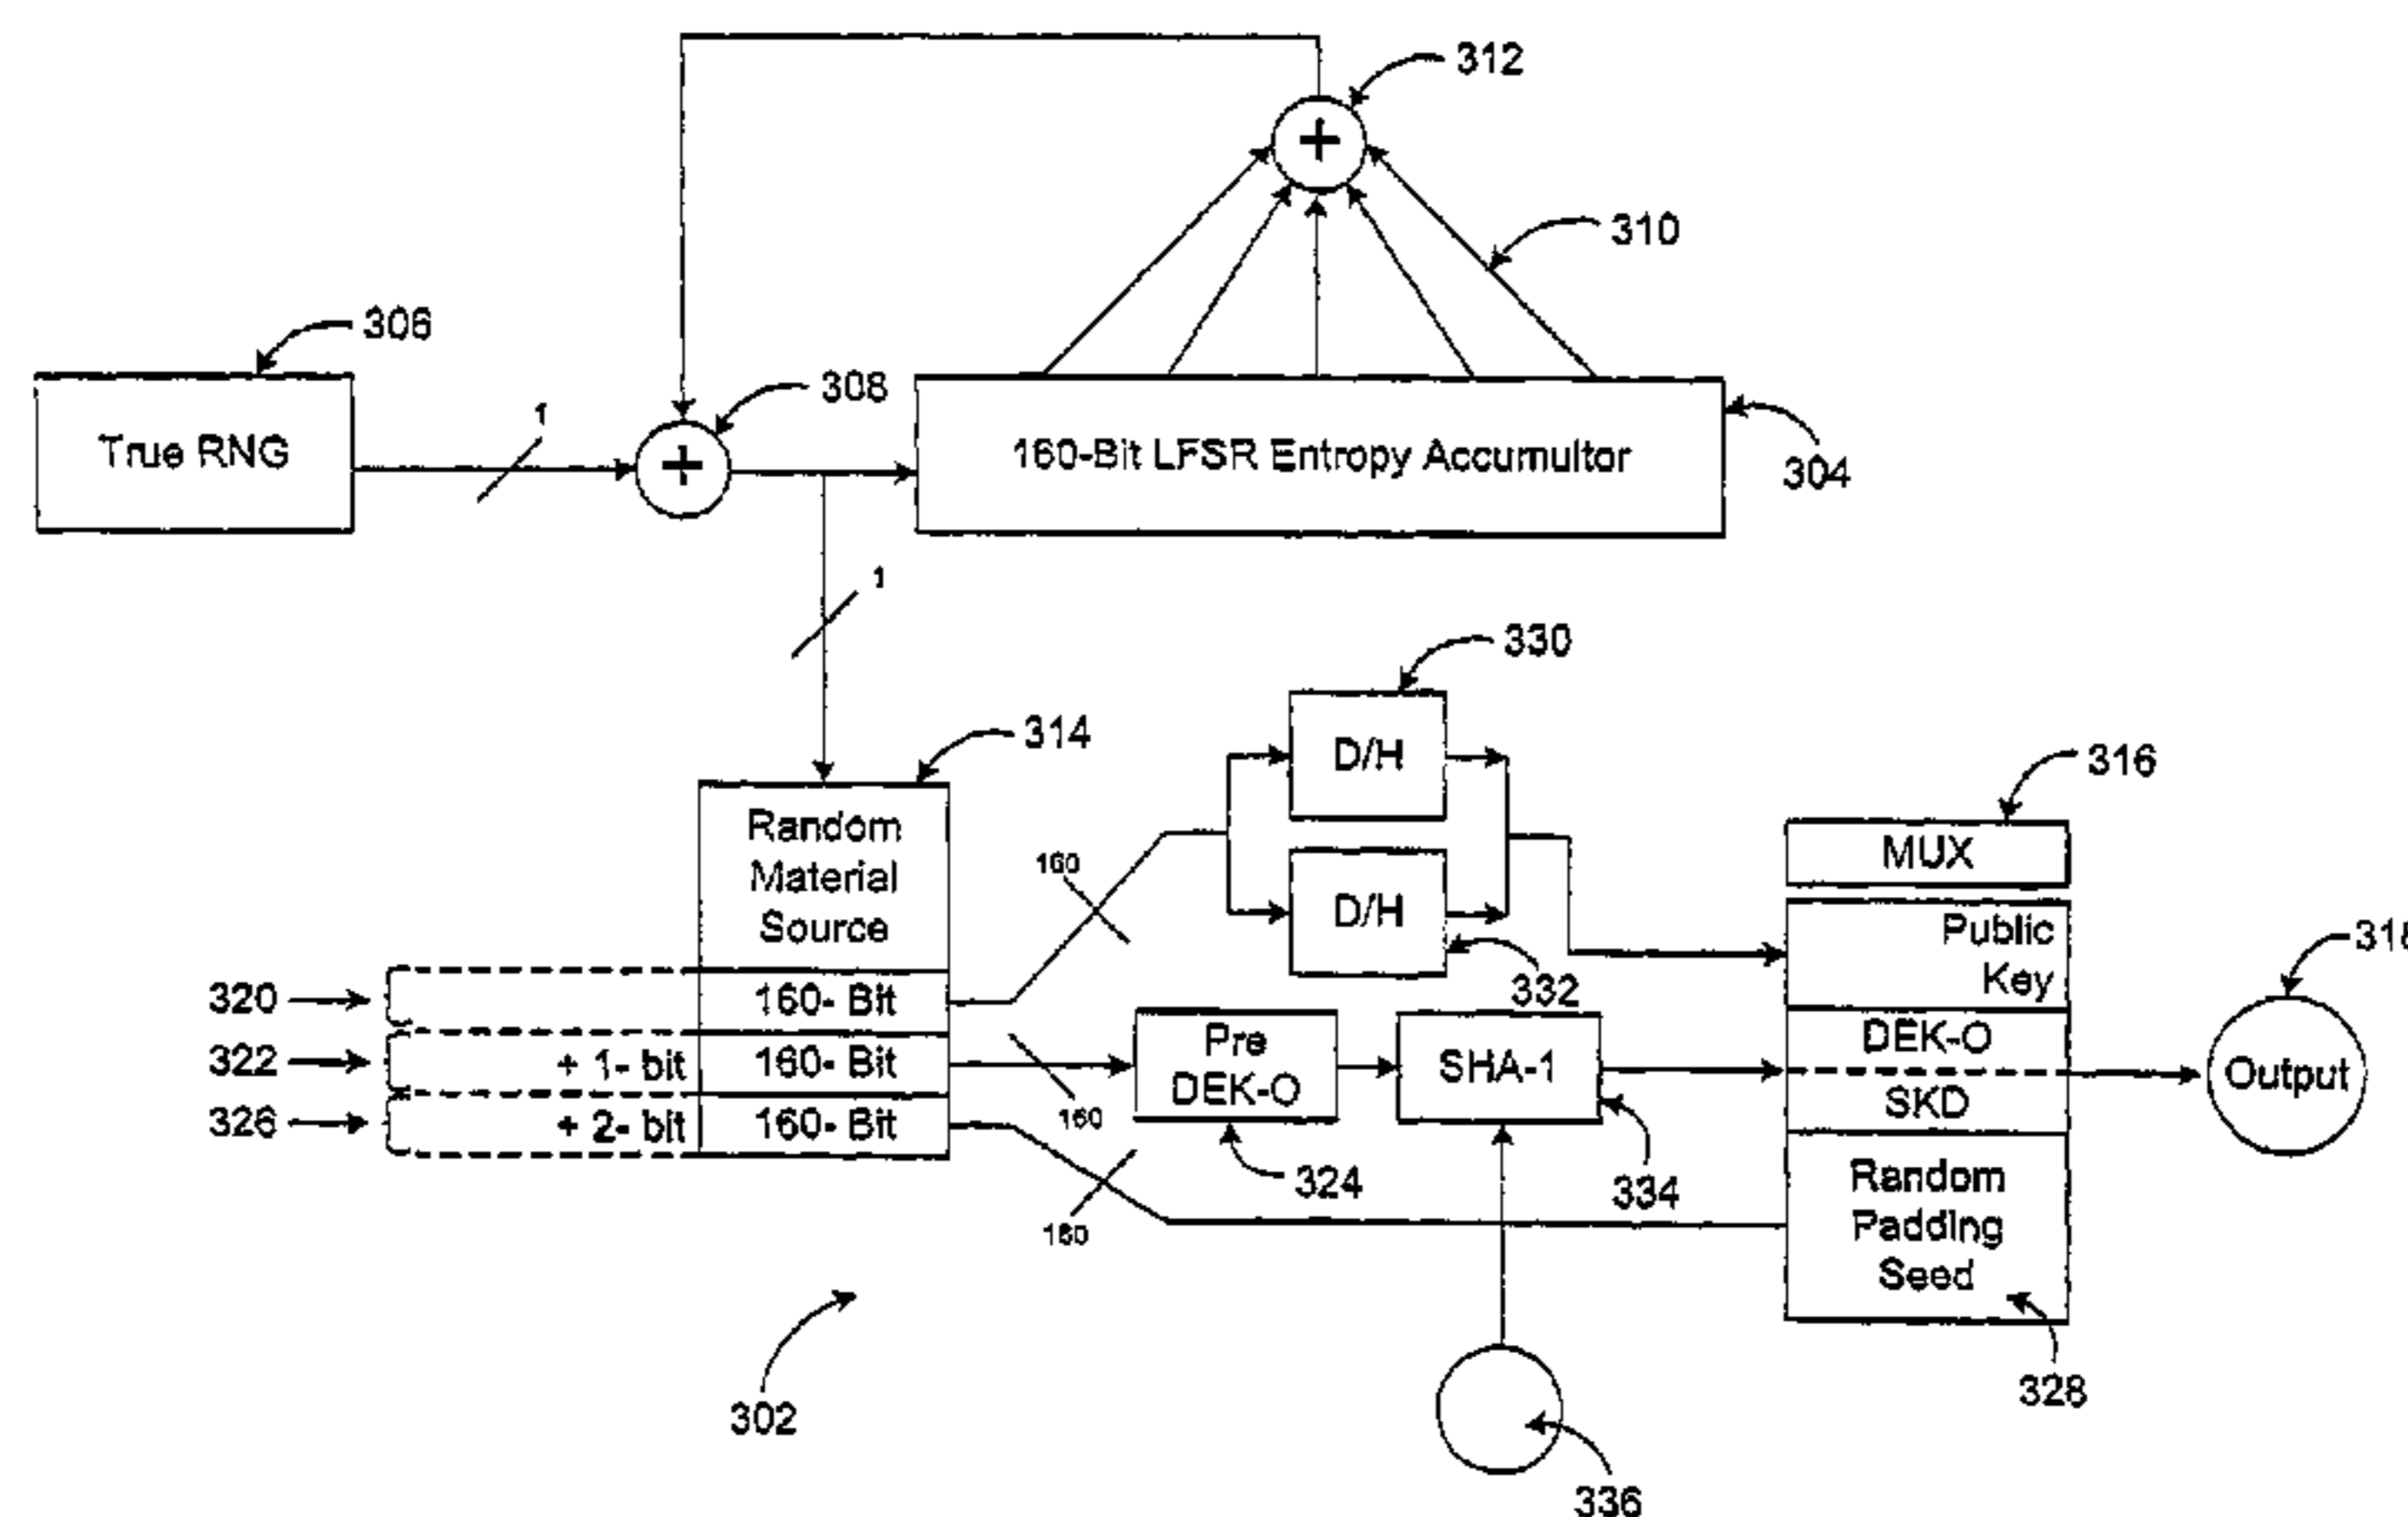 312
310
306
308
1
True RNG
+
+
160-Bit LFSR Entropy Accumultor
304
1
330
314
D/H
316
Random
Material
Source
160
D/H
MUX
Public
Key
318
332
320
160- Bit
322
+ 1- bit
160- Bit
Pre
DEK-O
SHA-1
DEK-O
SKD
Output
160
326
+ 2- bit
160- Bit
324
334
160
Random
Padding
Seed
302
328
336